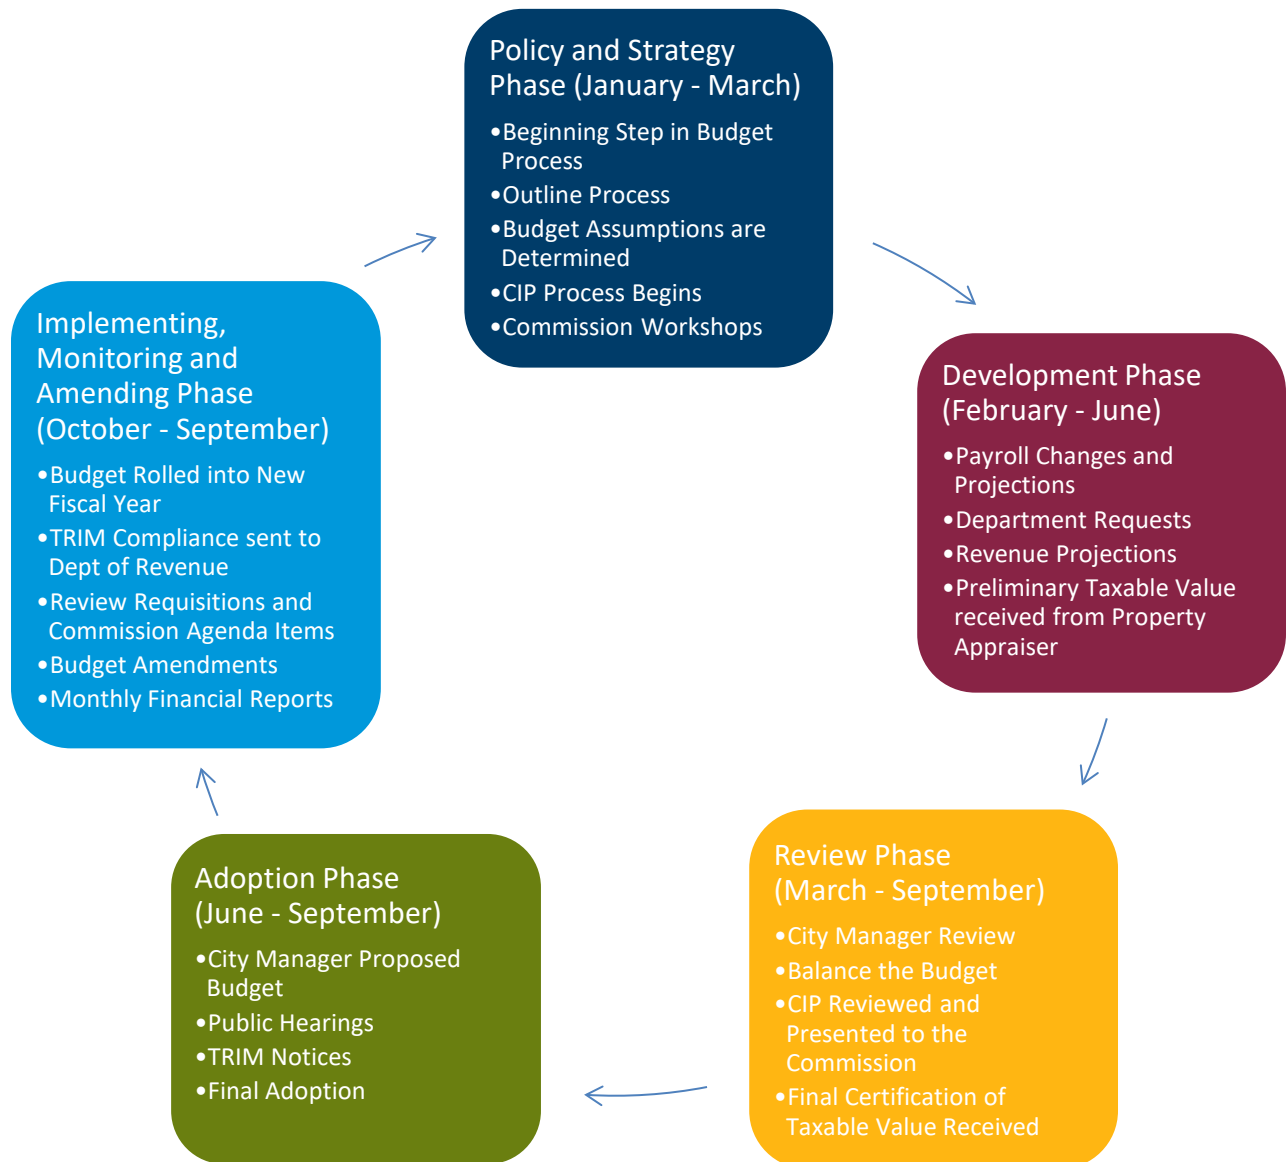 Policy and Strategy
Phase (January - March)
•Beginning Step in Budget
Process
•Outline Process
•Budget Assumptions are
Determined
•CIP Process Begins
•Commission Workshops
Development Phase
(February - June)
•Payroll Changes and
Projections
•Department Requests
•Revenue Projections
•Preliminary Taxable Value
received from Property
Appraiser
Review Phase
(March - September)
•City Manager Review
•Balance the Budget
•CIP Reviewed and
Presented to the
Commission
•Final Certification of
Taxable Value Received
Adoption Phase
(June - September)
•City Manager Proposed
Budget
•Public Hearings
•TRIM Notices
•Final Adoption
Implementing,
Monitoring and
Amending Phase
(October - September)
•Budget Rolled into New
Fiscal Year
•TRIM Compliance sent to
Dept of Revenue
•Review Requisitions and
Commission Agenda Items
•Budget Amendments
•Monthly Financial Reports